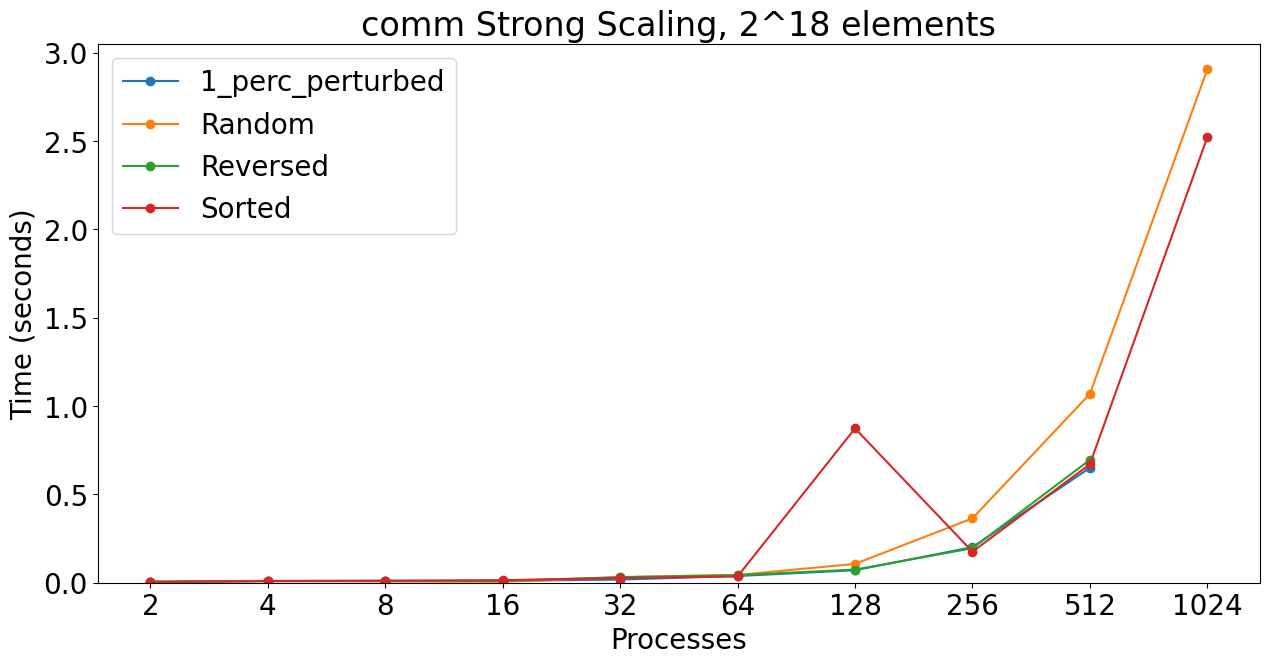 comm Strong Scaling, 2^18 elements
3.0
2.5
2.0
1.5
1.0
0.5
0.0
Time (seconds)
1_perc_perturbed
Random
Reversed
Sorted
2 4 8 16 32 64 128 256 512 1024
Processes